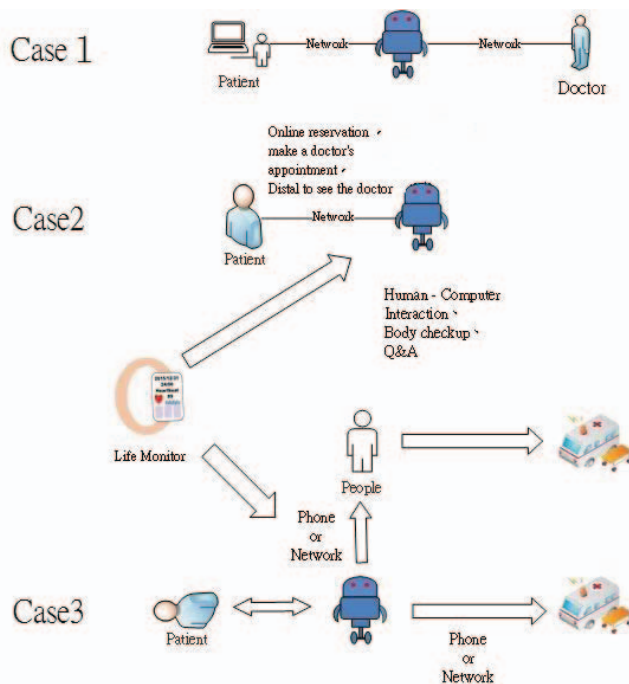 Case 1
Network
Network
Patient
Doctor
Online reservation、
make a doctor's
appointment、
Distal to see the doctor
Case2
Network
Patient
Human - Computer
Interaction、
Body checkup、
Q&A
Life Monitor
People
Phone
or
Network
Case3
Patient
Phone
or
Network